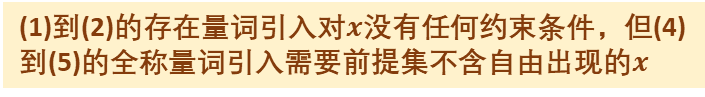 (1)到(2)的存在量词引入对x没有任何约束条件，但(4)
到(5)的全称量词引入需要前提集不含自由出现的x